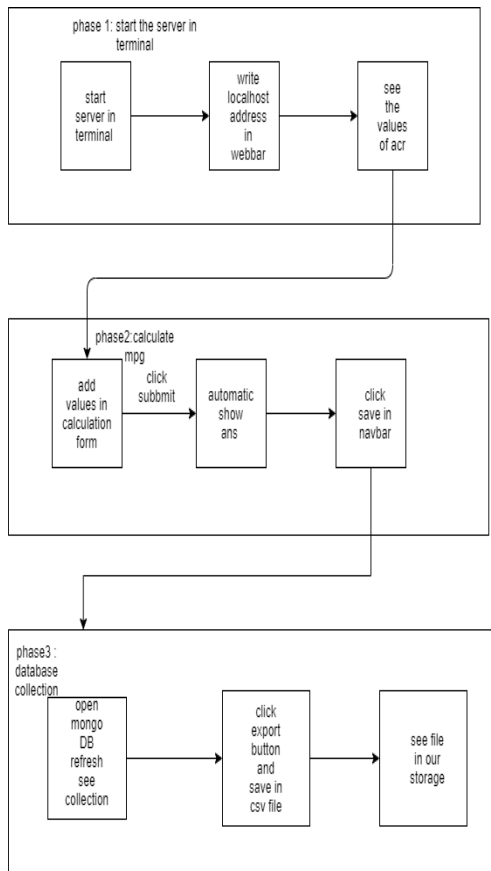 phase 1: start the server in
terminal
start
server in
terminal
write
localhost
address
in
webbar
see
the
values
of acr
phase2:calculate
mpg
add
values in
calculation
form
click
subbmit
automatic
show
ans
click
save in
navbar
phase3 :
database
collection
open
mongo
DB
refresh
see
collection
click
export
button
and
save in
csv file
see file
in our
storage